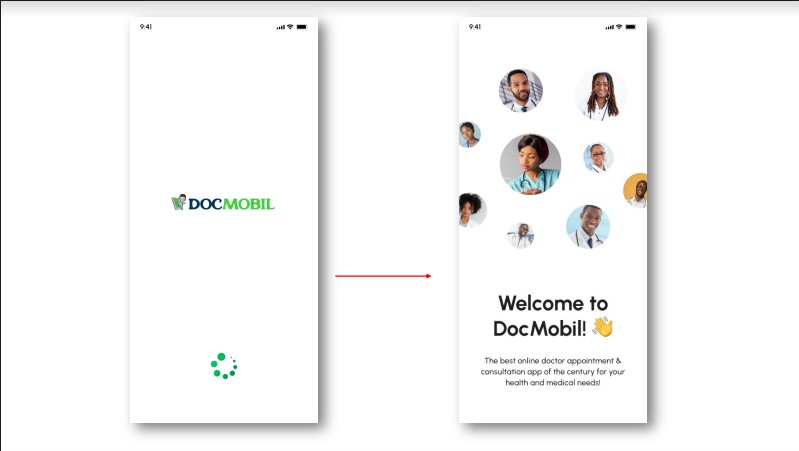 9:41
DOCMOBIL
9:41
Welcome to
DocMobil! 👋
The best online doctor appointment &
consultation app of the century for your
health and medical needs!